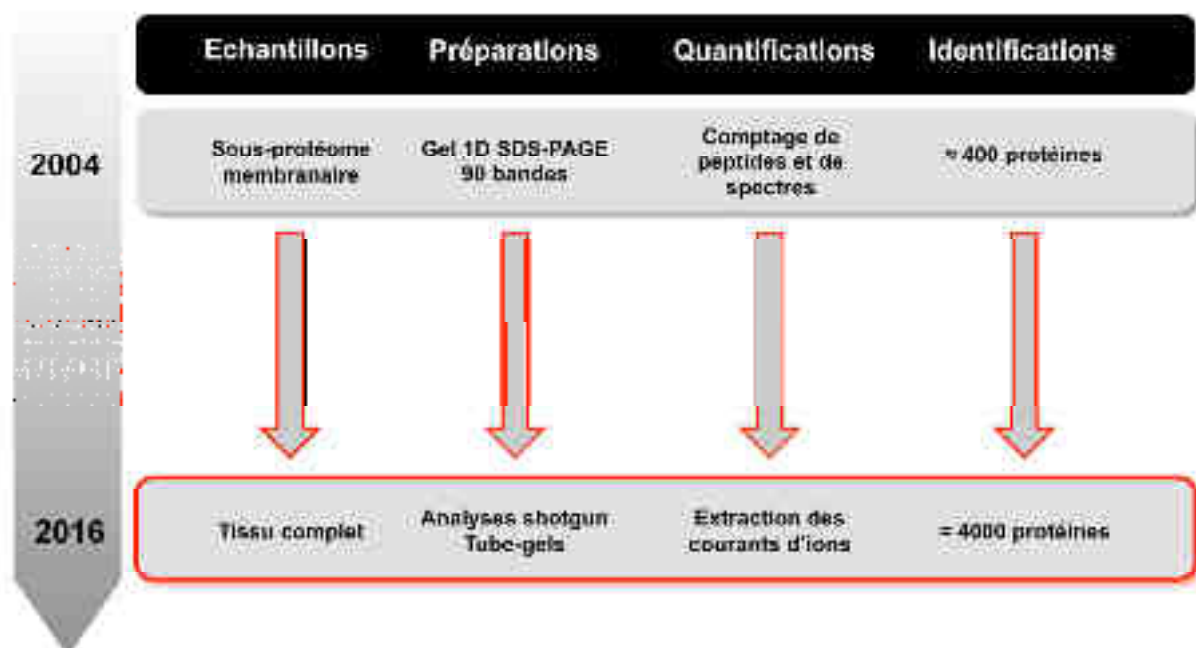 Echantillons Préparations Quantifications Identifications
2004
Sous-protéome
membranaire
Gel 1D SDS-PAGE
90 bandes
Comptage de
peptides et de
spectres
≈ 400 protéines
2016
Tissu complet
Analyses shotgun
Tube-gels
Extraction des
courants d'ions
= 4000 protéines